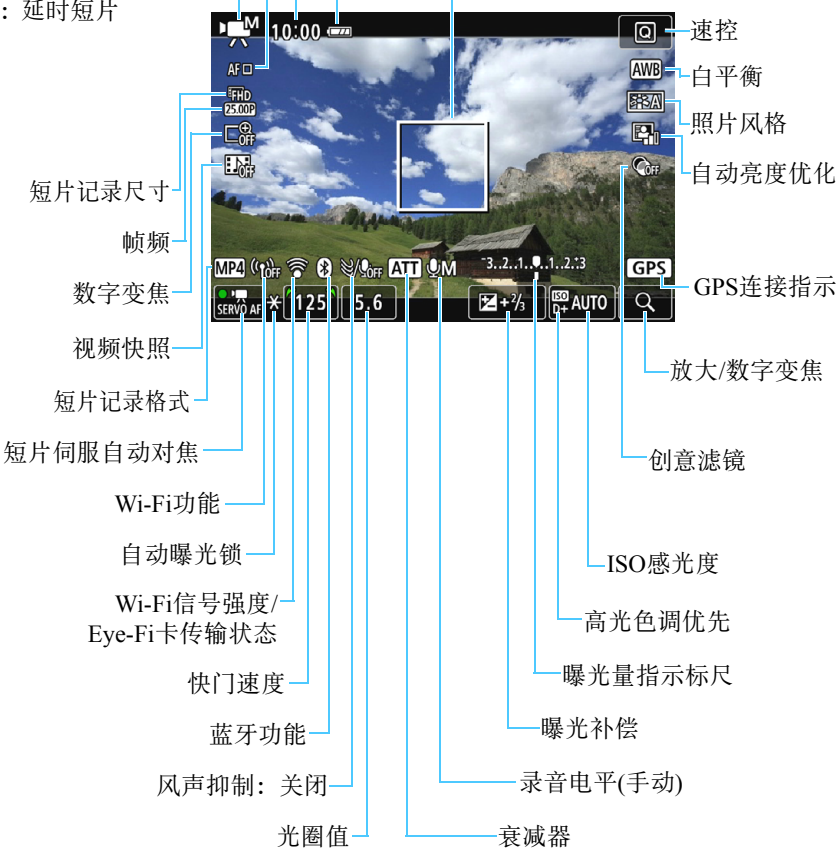 ：延时短片
M
10:00
Q
速控
AF
AWB
白平衡
FHD
25.00P
A
照片风格
OFF
自动亮度优化
OFF
OFF
短片记录尺寸
帧频
MP4 OFF OFF ATT M -3..2..1..0..1..2.:3 GPS
GPS连接指示
数字变焦
SERVO AF 125 5.6 +2/3 ISO D+ AUTO
视频快照
放大/数字变焦
短片记录格式
短片伺服自动对焦
创意滤镜
Wi-Fi功能
自动曝光锁
ISO感光度
Wi-Fi信号强度/
Eye-Fi卡传输状态
高光色调优先
快门速度
曝光量指示标尺
蓝牙功能
曝光补偿
风声抑制：关闭
录音电平(手动)
光圈值
衰减器